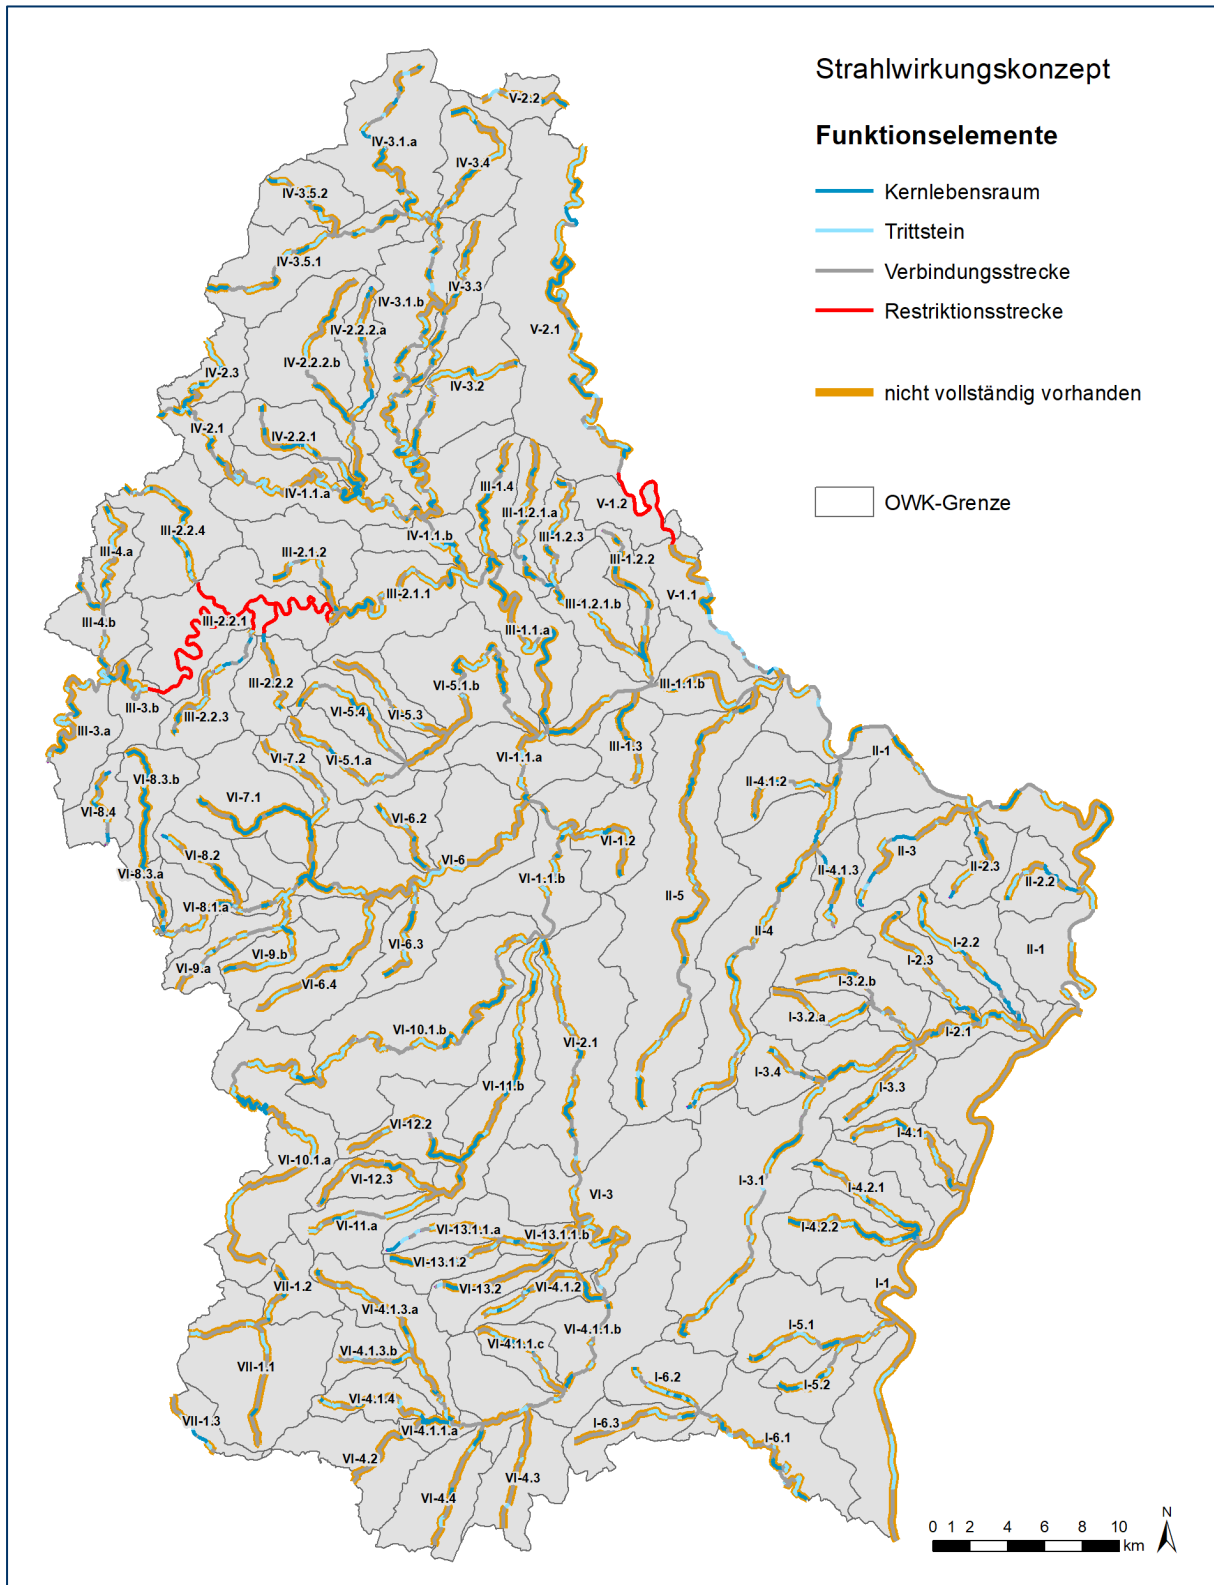 Strahlwirkungskonzept
Funktionselemente
Kernlebensraum
Trittstein
Verbindungsstrecke
Restriktionsstrecke
nicht vollständig vorhanden
OWK-Grenze
V-2.2
IV-3.1.a
IV-3.4
IV-3.5.2
IV-3.5.1
IV-3.3
IV-3.1.b
IV-2.2.2.a
V-2.1
IV-2.2.2.b
IV-2.3
IV-3.2
IV-2.1
IV-2.2.1
III-1.4
IV-1.1.a
V-1.2
III-1.2.1.a
III-2.2.4
IV-1.1.b
III-1.2.3
III-4.a
III-2.1.2
III-1.2.2
III-2.1.1
V-1.1
III-1.2.1.b
III-4.b
III-2.2.1
III-1.1.a
III-2.2.2
VI-5.1.b
III-1.1.b
III-3.b
VI-5.4
VI-5.3
III-2.2.3
III-3.a
III-1.3
II-1
VI-7.2
VI-5.1.a
VI-1.1.a
VI-8.3.b
II-4.1.2
VI-7.1
VI-8.4
VI-6.2
VI-1.2
II-3
VI-8.2
VI-6
II-2.3
II-4.1.3
VI-8.3.a
VI-1.1.b
II-2.2
II-5
VI-8.1.a
II-4
I-2.2
VI-6.3
II-1
VI-9.b
I-2.3
VI-9.a
VI-6.4
I-3.2.b
I-3.2.a
VI-10.1.b
I-2.1
VI-2.1
I-3.4
I-3.3
VI-11.b
VI-12.2
I-4.1
VI-10.1.a
VI-12.3
I-3.1
I-4.2.1
VI-3
VI-11.a
VI-13.1.1.a
VI-13.1.1.b
I-4.2.2
VI-13.1.2
VII-1.2
VI-13.2
VI-4.1.2
I-1
VI-4.1.3.a
I-5.1
VI-4.1.1.b
VI-4.1.1.c
VI-4.1.3.b
VII-1.1
I-6.2
I-5.2
VI-4.1.4
VII-1.3
I-6.3
VI-4.1.1.a
I-6.1
VI-4.2
VI-4.3
VI-4.4
N
0 1 2 4 6 8 10
km